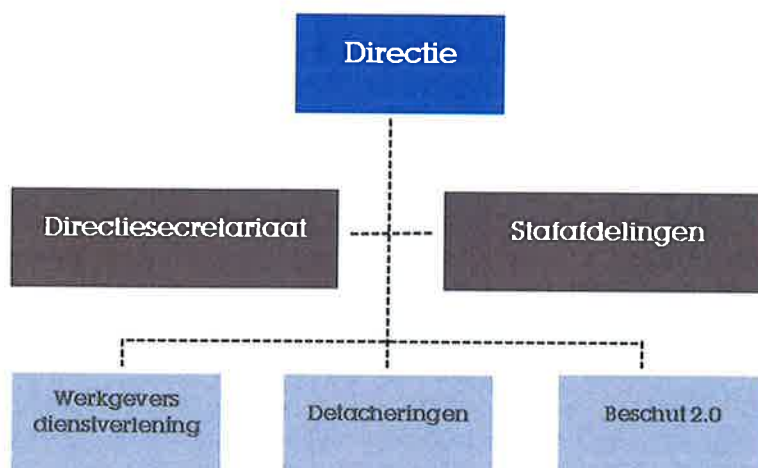 Directie
Directiesecretariaat
Stafafdelingen
Werkgevers
dienstverlening
Detacheringen
Beschut 2.0